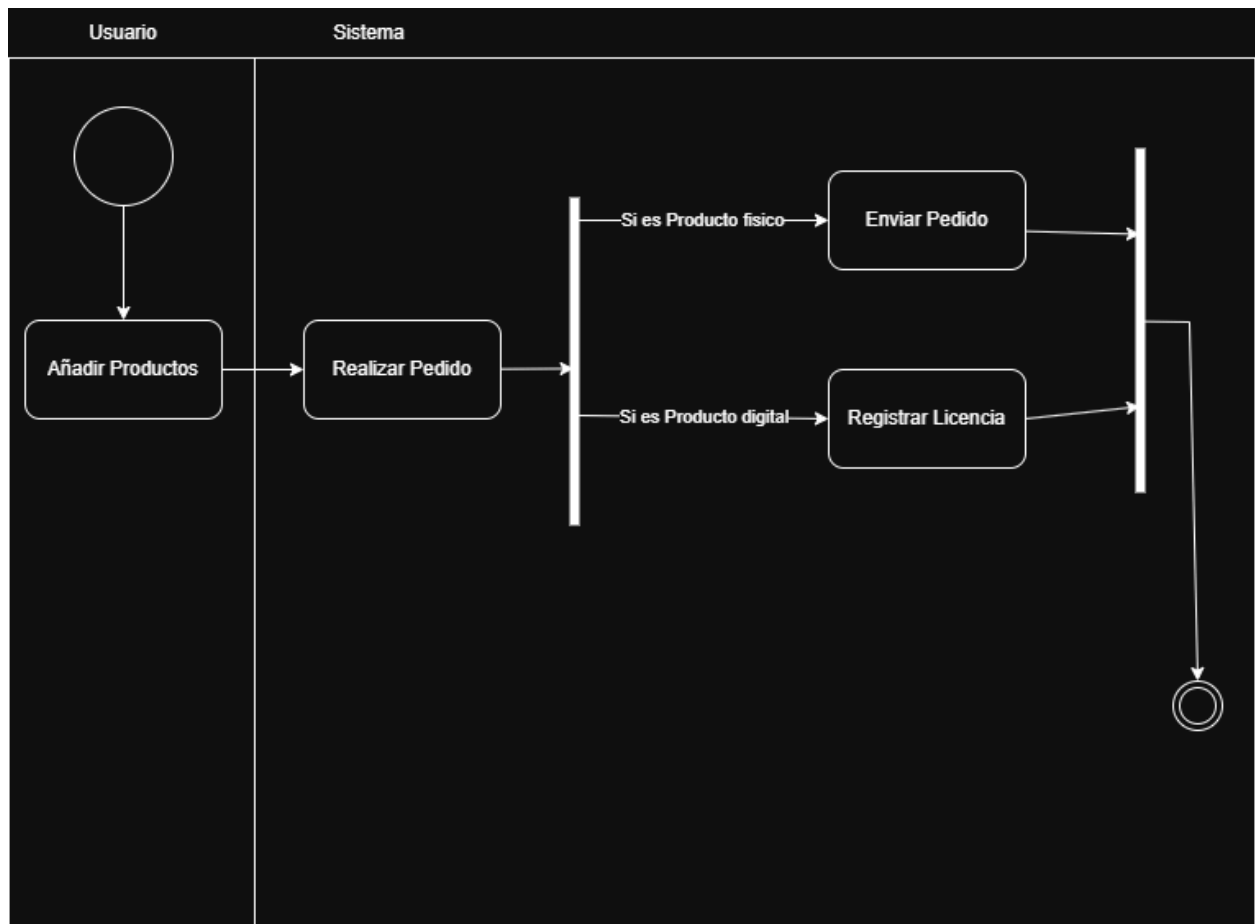 Usuario
Sistema
Si es Producto fisico
Enviar Pedido
Añadir Productos
Realizar Pedido
Si es Producto digital
Registrar Licencia